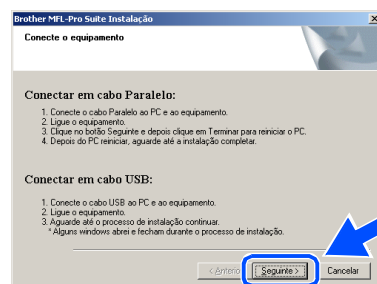 Brother MFL-Pro Suite Instalação
Conecte o equipamento
Conectar em cabo Paralelo:
1. Conecte o cabo Paralelo ao PC e ao equipamento.
2. Ligue o equipamento.
3. Clique no botão Seguinte e depois clique em Terminar para reiniciar o PC.
4. Depois do PC reiniciar, aguarde até a instalação completar.
Conectar em cabo USB:
1. Conecte o cabo USB ao PC e ao equipamento.
2. Ligue o equipamento.
3. Aguarde até o processo de instalação continuar.
* Alguns windows abrei e fecham durante o processo de instalação.
< Anterio Seguinte > Cancelar